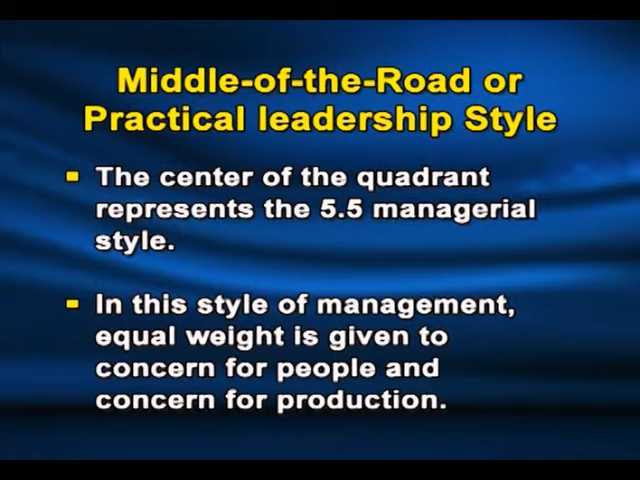 Middle-of-the-Road or
Practical leadership Style
The center of the quadrant
represents the 5.5 managerial
style.
In this style of management,
equal weight is given to
concern for people and
concern for production.